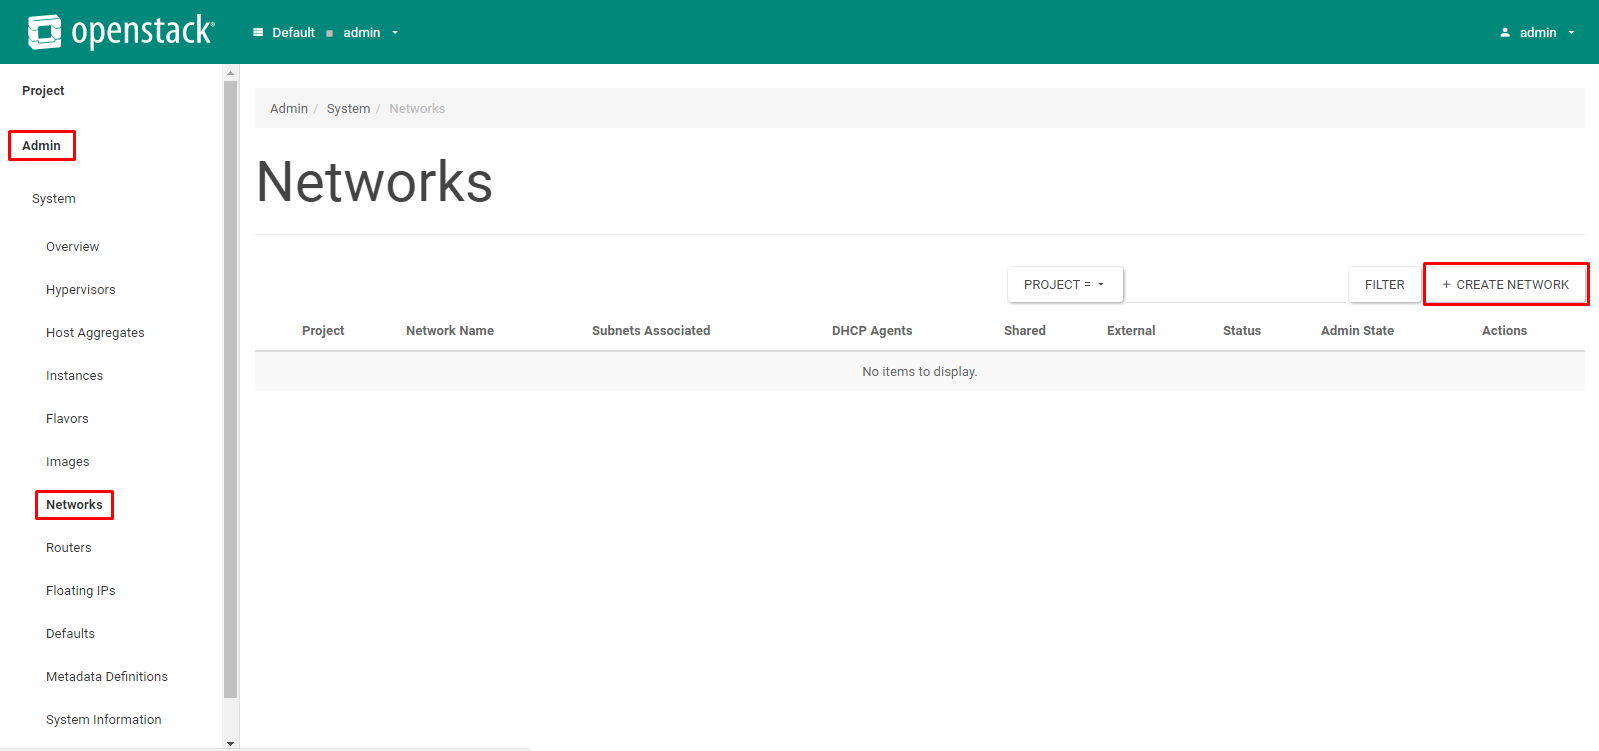 openstack Default admin admin
Project
Admin
System
Overview
Hypervisors
Host Aggregates
Instances
Flavors
Images
Networks
Routers
Floating IPs
Defaults
Metadata Definitions
System Information
Admin / System / Networks
Networks
PROJECT = FILTER + CREATE NETWORK
Project Network Name Subnets Associated DHCP Agents Shared External Status Admin State Actions
No items to display.